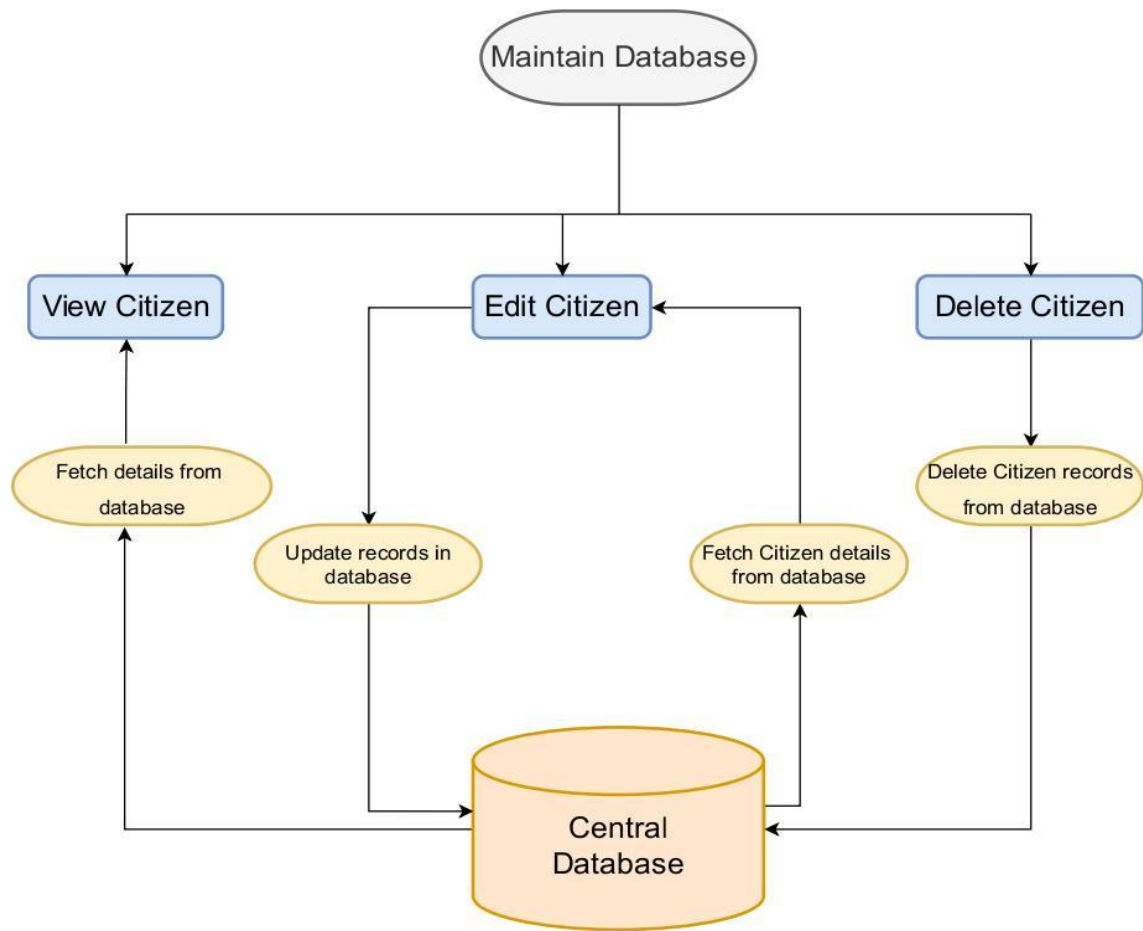 Maintain Database
View Citizen
Edit Citizen
Delete Citizen
Fetch details from
database
Delete Citizen records
from database
Update records in
database
Fetch Citizen details
from database
Central
Database